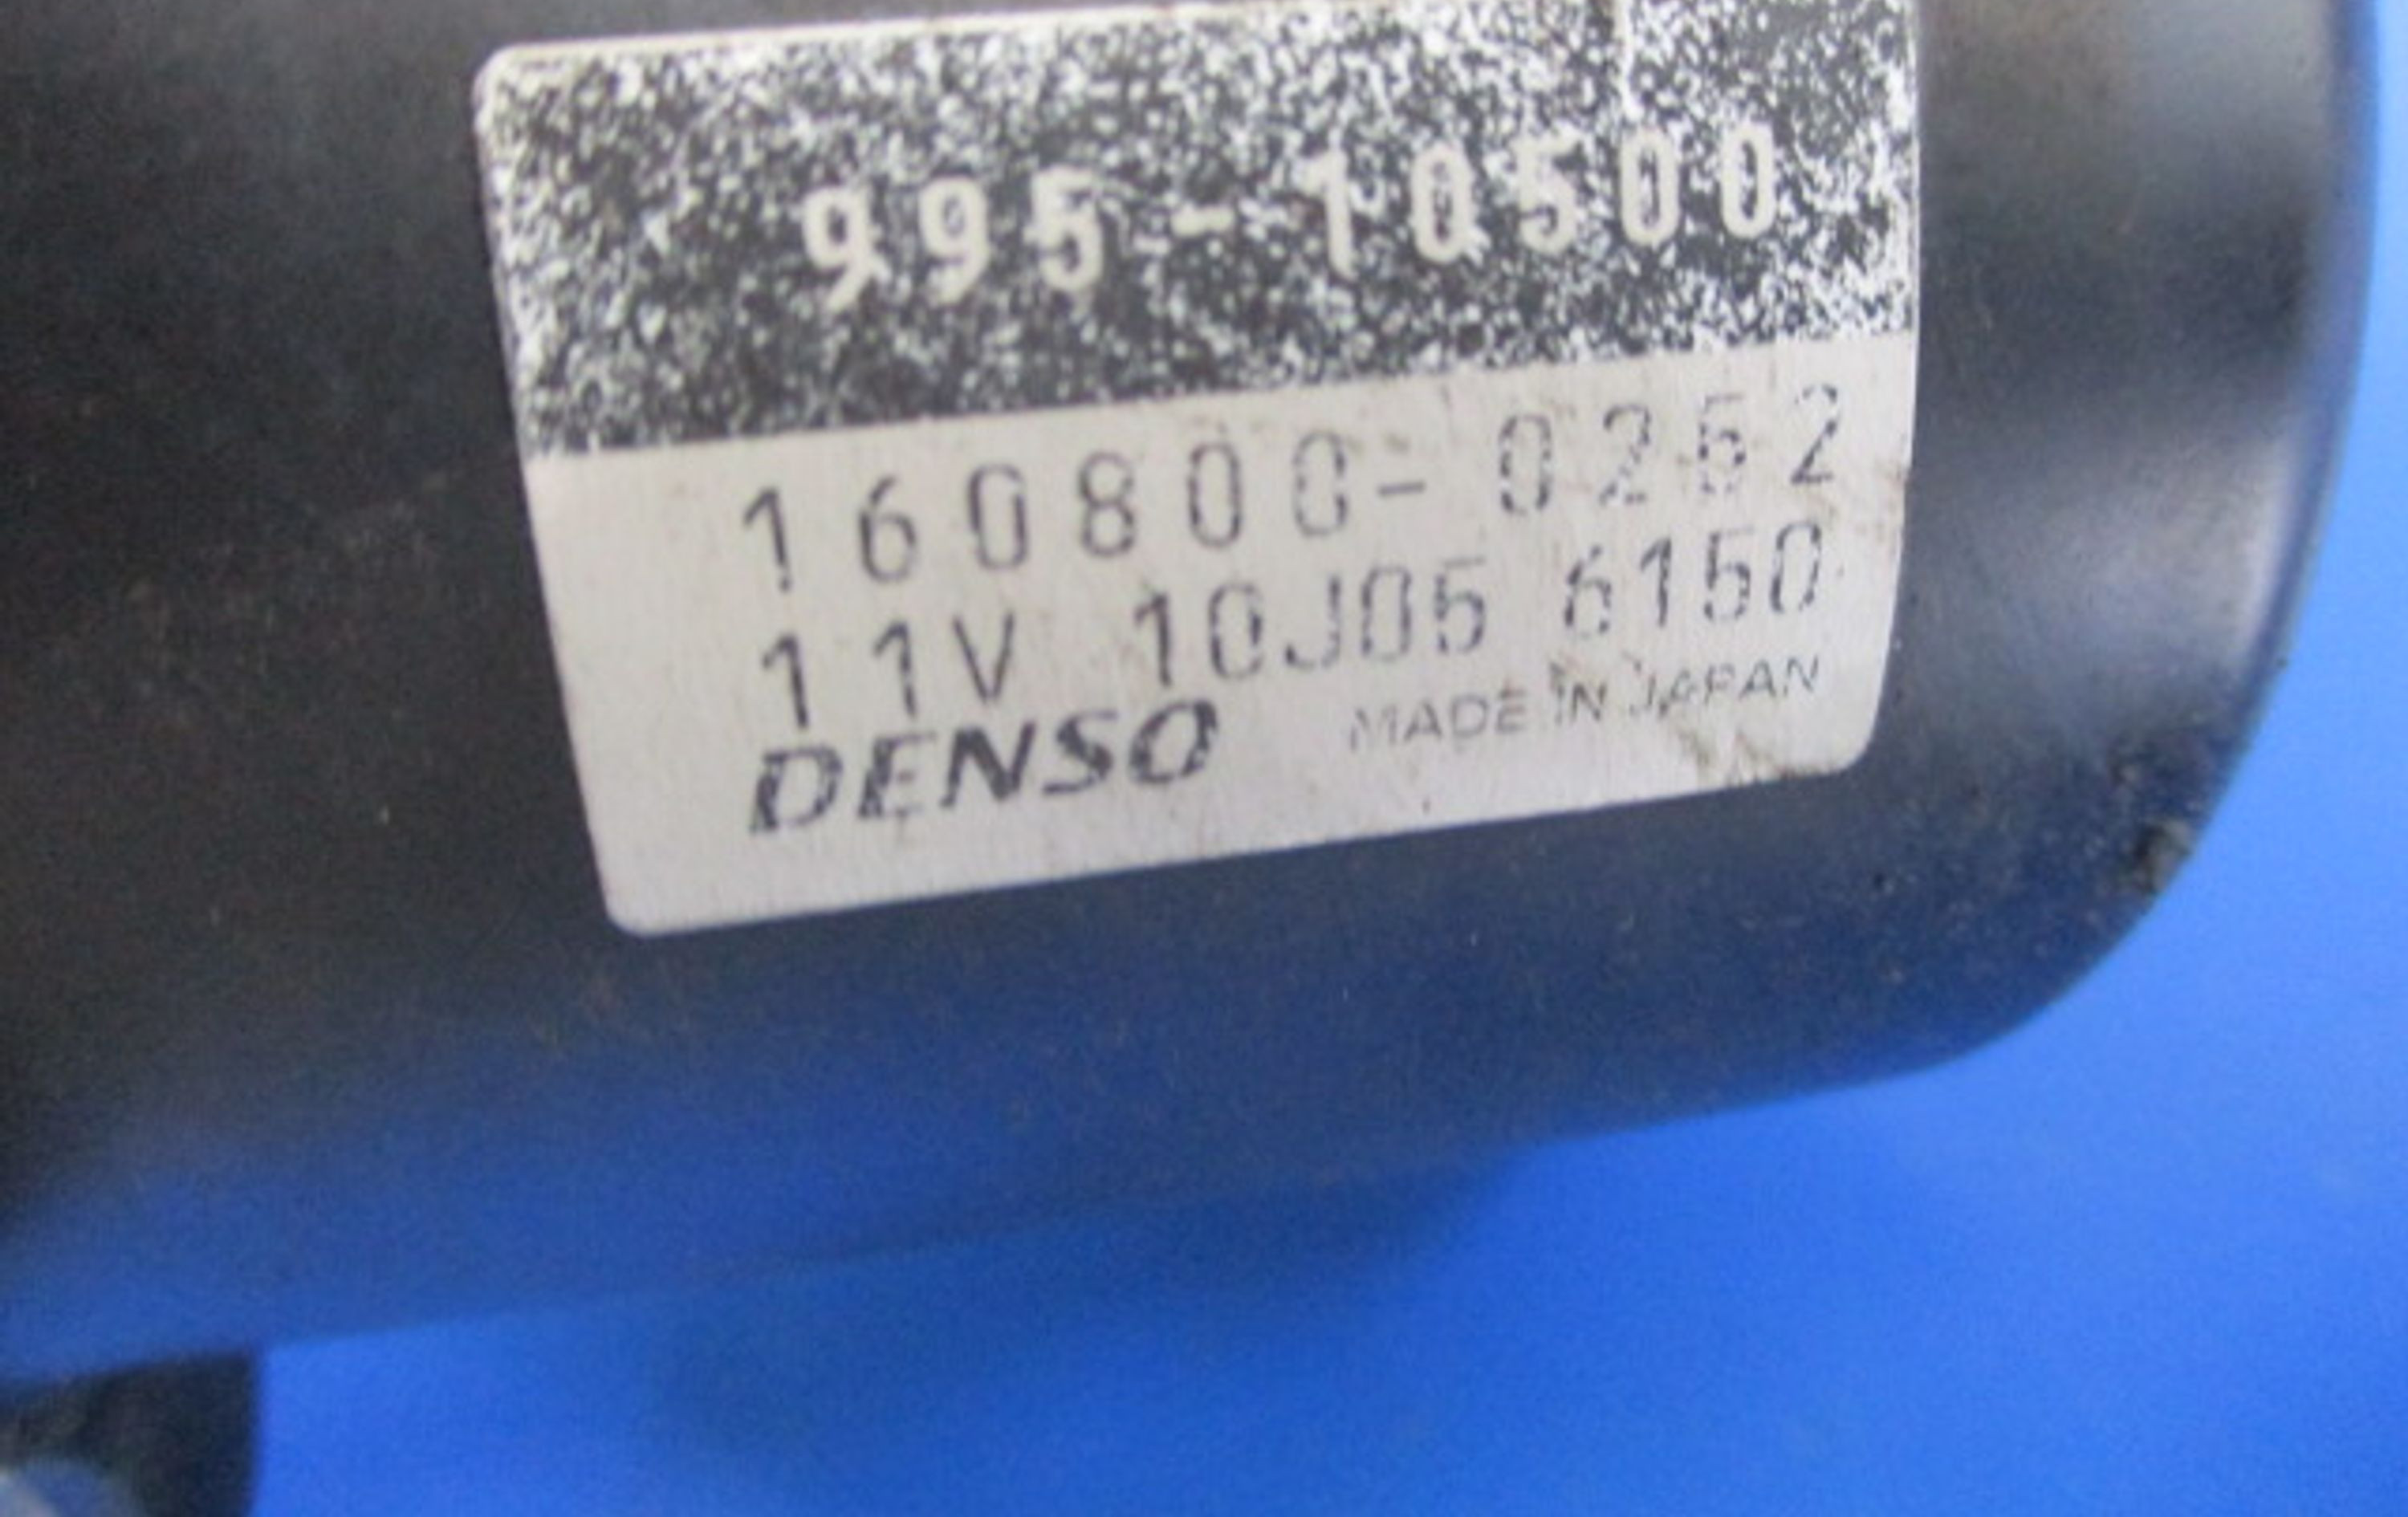 995-10500
160800-0252
11V 10J05 6150
DENSO MADE IN JAPAN